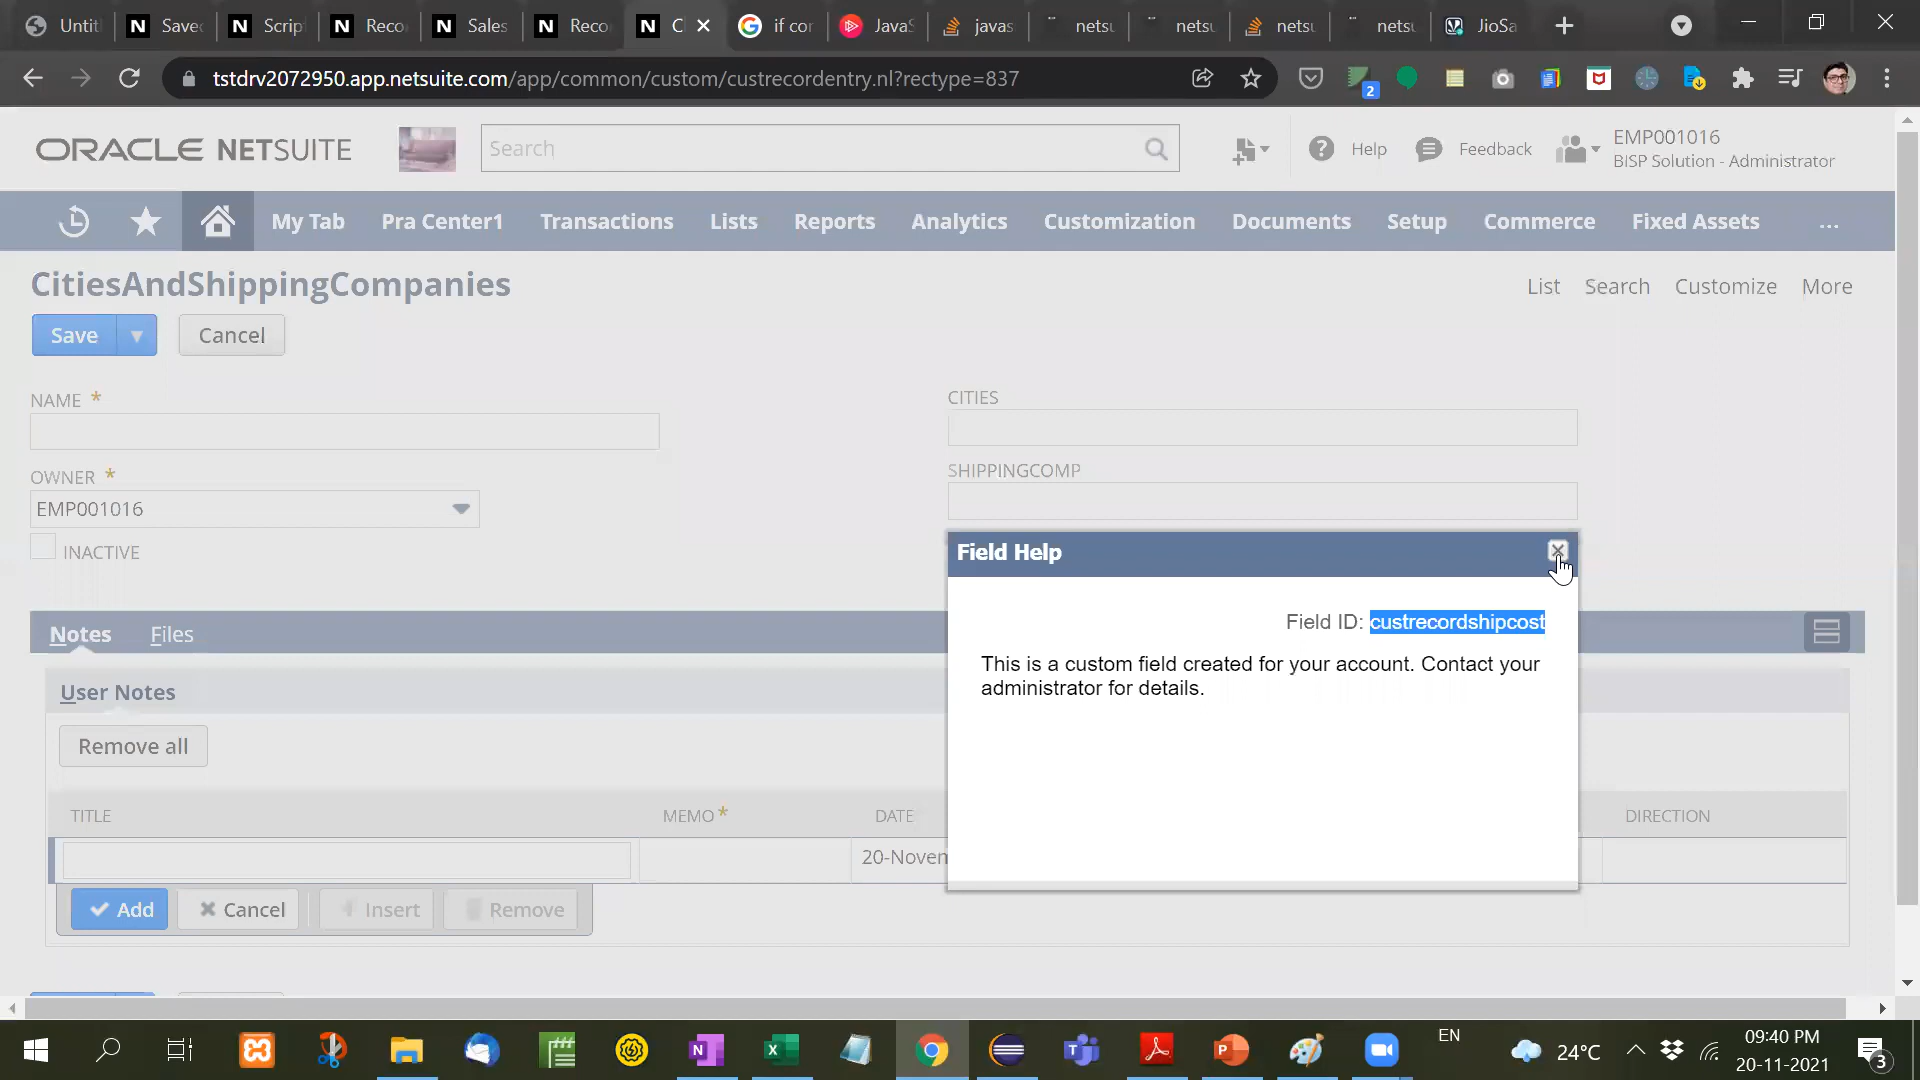 Untit
Save
Scrip
Reco
Sales
Reco
C
if cor
JavaS
javas
netsu
netsu
netsu
netsu
JioSa
tstdrv2072950.app.netsuite.com/app/common/custom/custrecordentry.nl?rectype=837
2
ORACLE NETSUITE
Search
Help
Feedback
EMP001016
BISP Solution - Administrator
My Tab
Pra Center1
Transactions
Lists
Reports
Analytics
Customization
Documents
Setup
Commerce
Fixed Assets
...
CitiesAndShippingCompanies
List
Search
Customize
More
Save
Cancel
NAME *
CITIES
OWNER *
SHIPPINGCOMP
EMP001016
INACTIVE
Field Help
Field ID: custrecordshipcost
This is a custom field created for your account. Contact your
administrator for details.
Notes
Files
User Notes
Remove all
TITLE
MEMO *
DATE
DIRECTION
20-Novem
Add
Cancel
Insert
Remove
EN
24°C
09:40 PM
20-11-2021
3